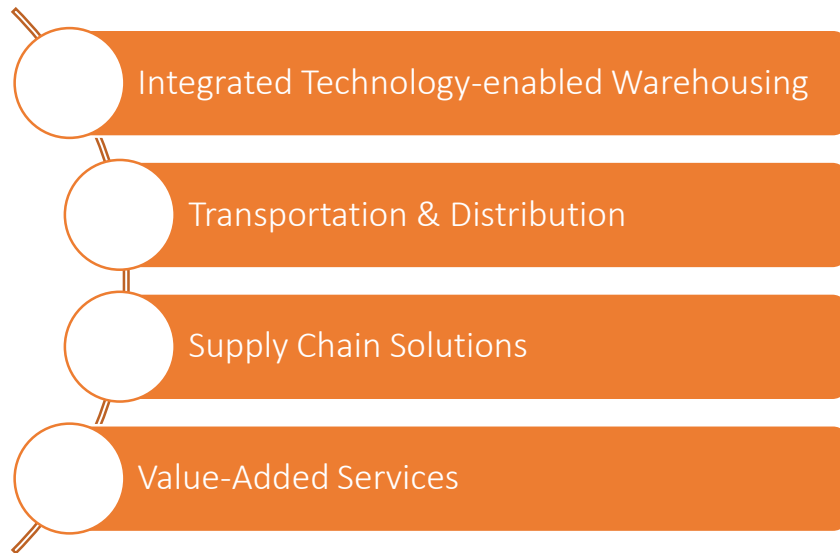 Integrated Technology-enabled Warehousing
Transportation & Distribution
Supply Chain Solutions
Value-Added Services